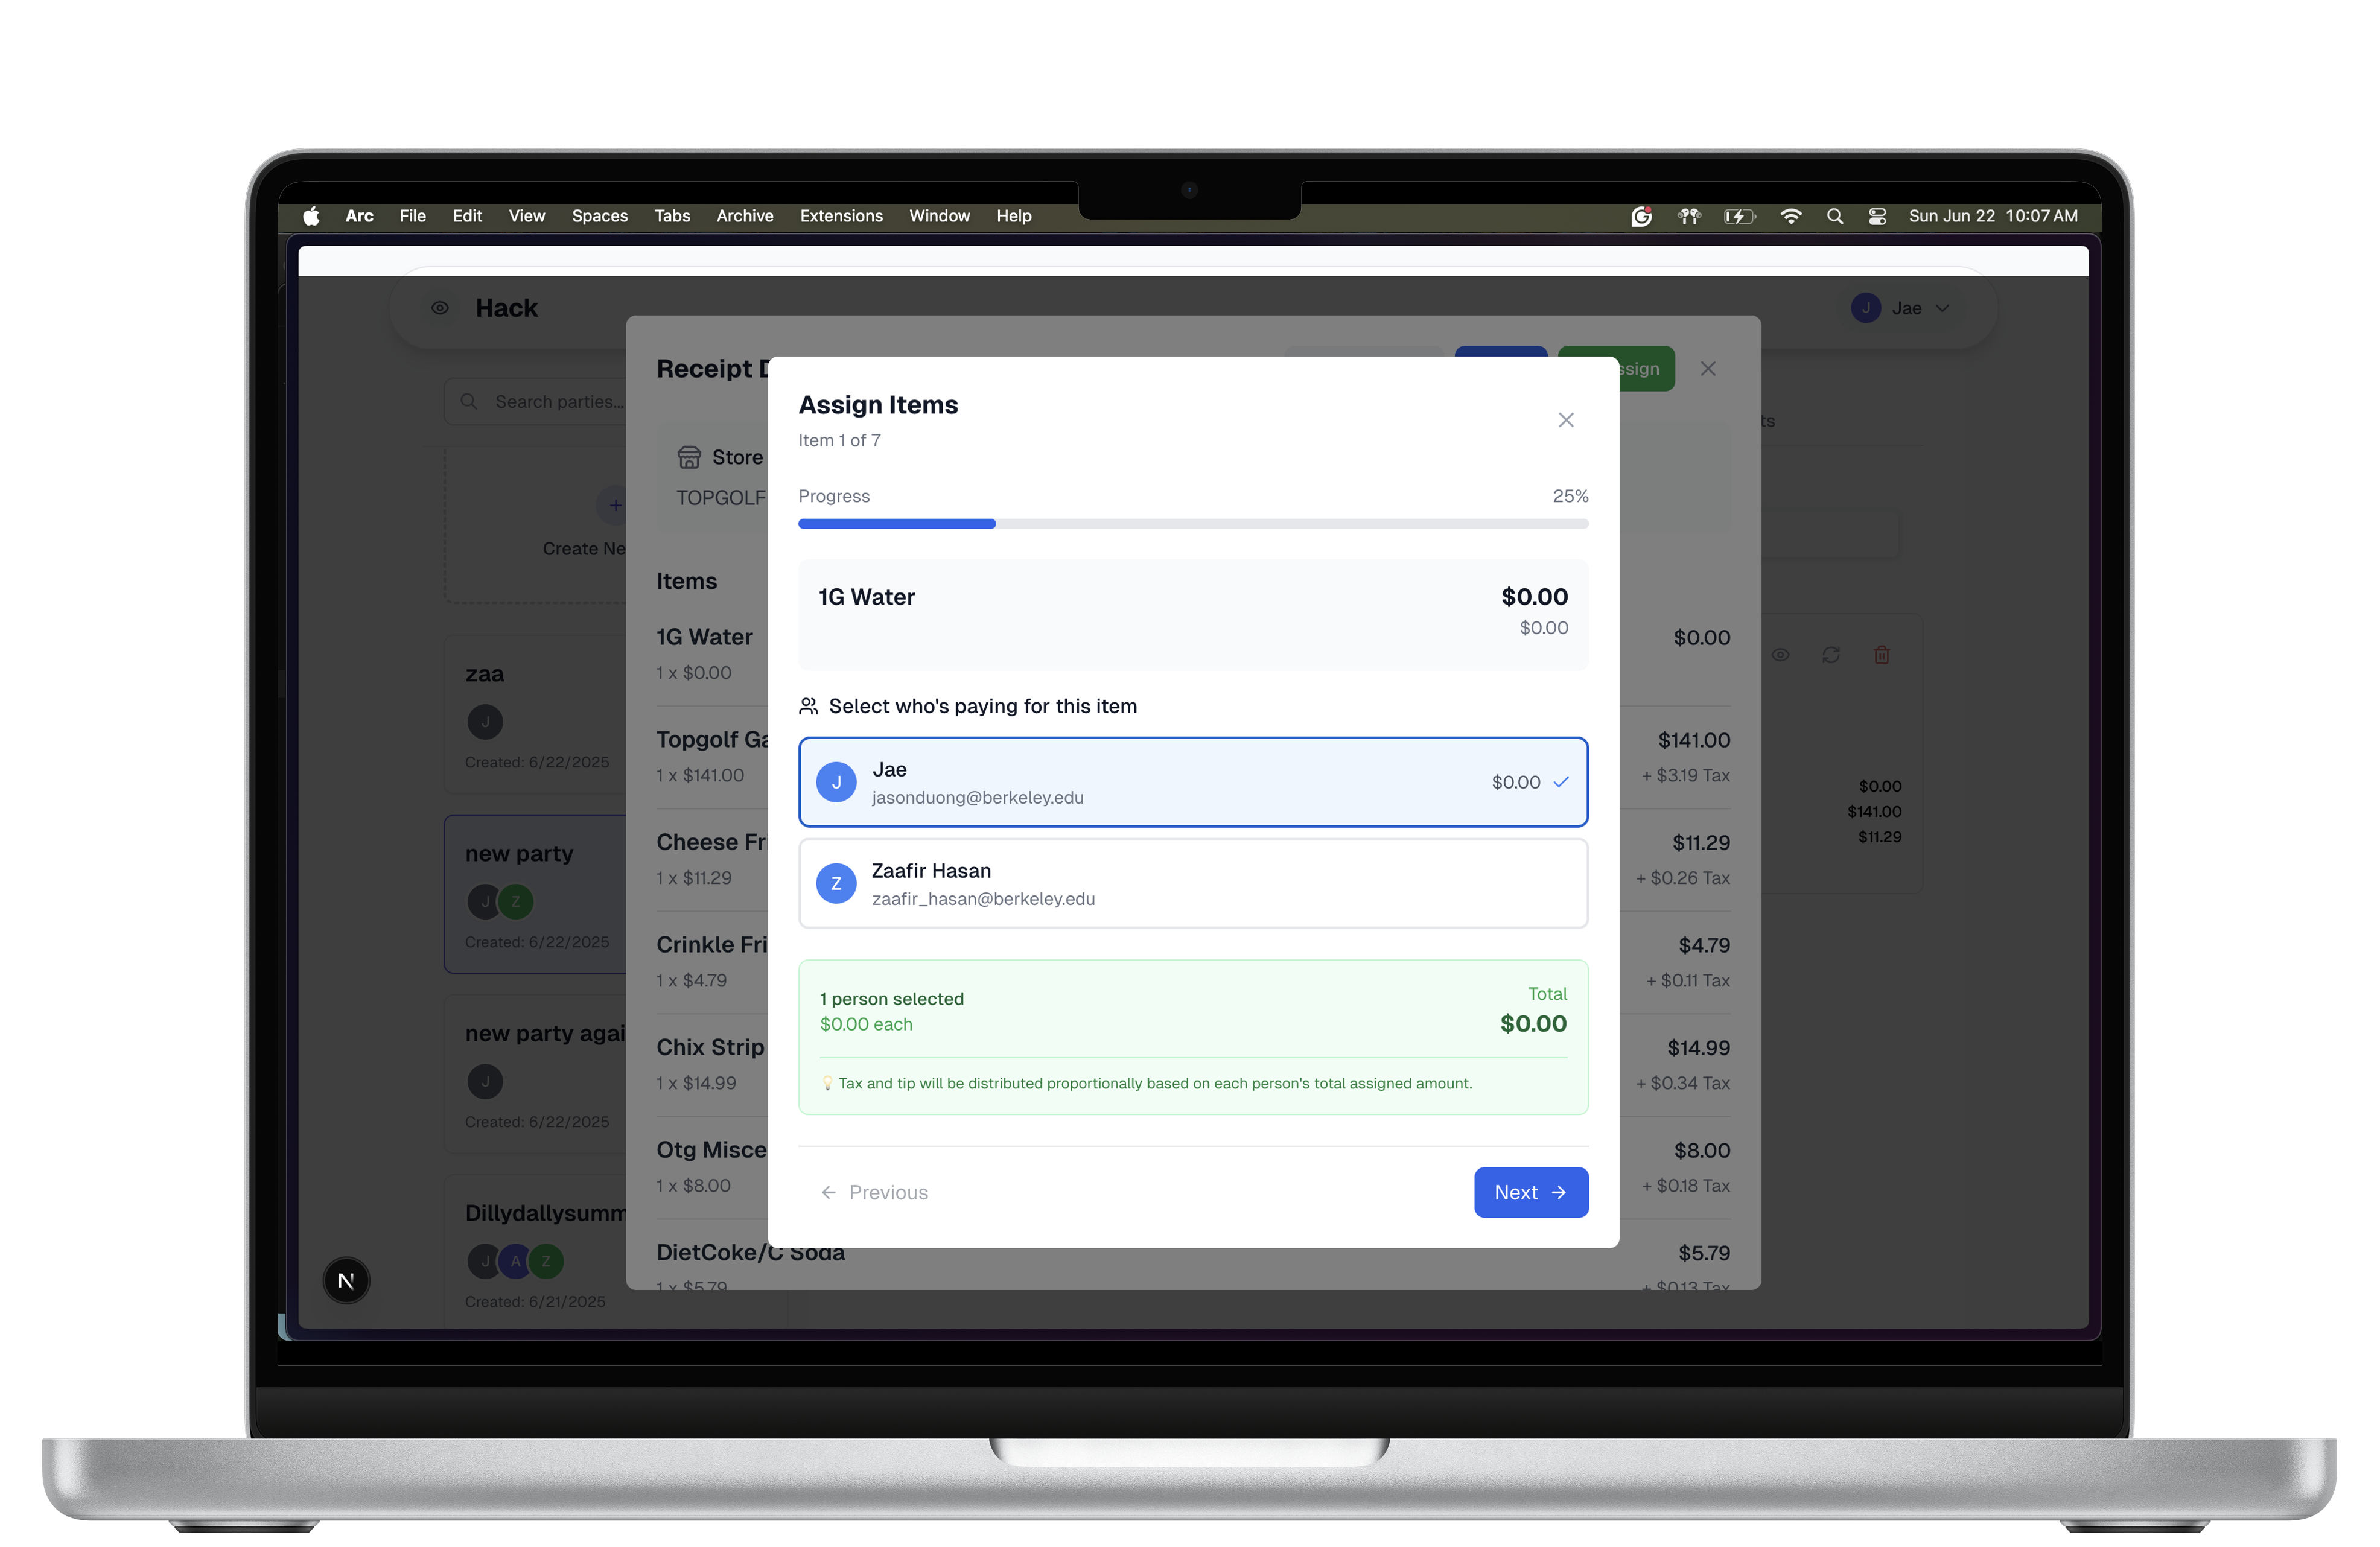 Arc File Edit View Spaces Tabs Archive Extensions Window Help Sun Jun 22 10:07 AM
Hack
J Jae
Search parties...
Create Ne
zaa
J
Created: 6/22/2025
new party
J Z
Created: 6/22/2025
new party agai
J
Created: 6/22/2025
Dillydallysumm
J A Z
Created: 6/21/2025
N
Receipt D
ssign
Store
TOPGOLF
Items
1G Water $0.00
1 x $0.00
Topgolf Ga $141.00
1 x $141.00 + $3.19 Tax
Cheese Fri $11.29
1 x $11.29 + $0.26 Tax
Crinkle Fri $4.79
1 x $4.79 + $0.11 Tax
Chix Strip $14.99
1 x $14.99 + $0.34 Tax
Otg Misce $8.00
1 x $8.00 + $0.18 Tax
DietCoke/C Soda $5.79
1 x $5.79 + $0.13 Tax
Assign Items
Item 1 of 7
Progress 25%
1G Water $0.00
$0.00
Select who's paying for this item
J Jae
jasonduong@berkeley.edu $0.00
Z Zaafir Hasan
zaafir_hasan@berkeley.edu
1 person selected Total
$0.00 each $0.00
💡 Tax and tip will be distributed proportionally based on each person's total assigned amount.
Previous Next
ts
$0.00
$141.00
$11.29